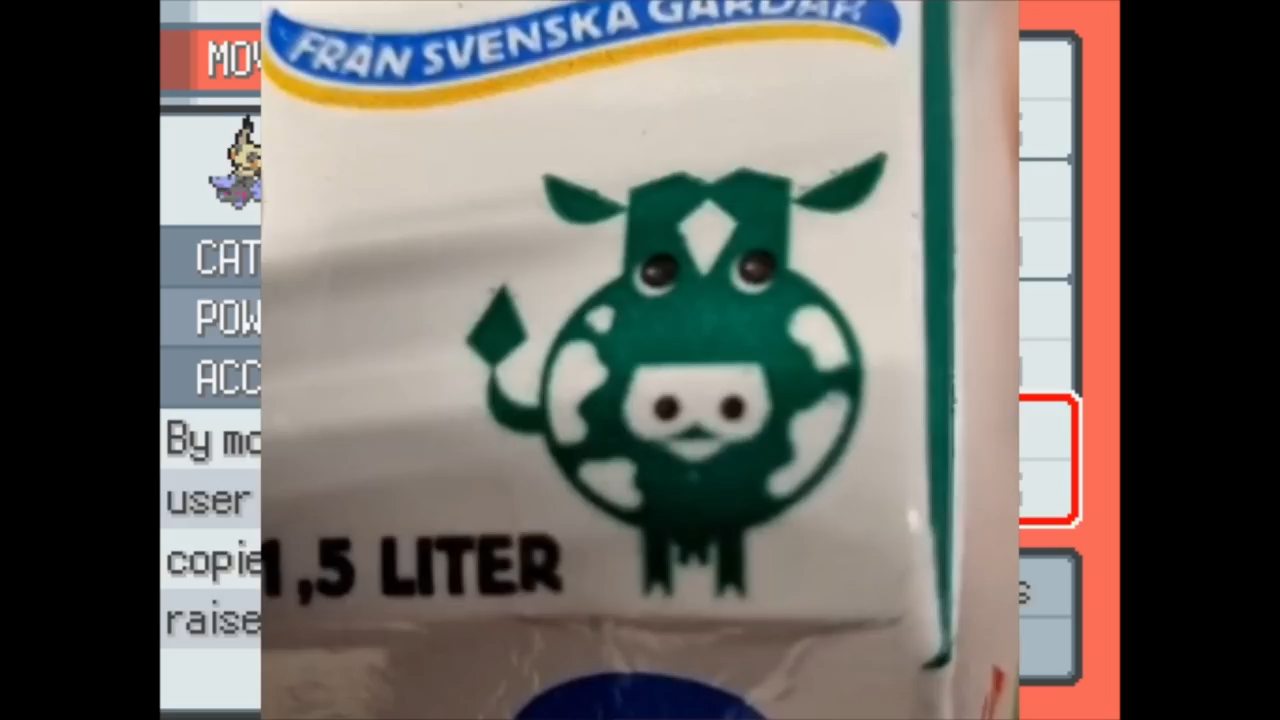 FRÅN SVENSKA GÅRDAR
MOV
CAT
POW
ACC
By mo
user
copie
raise
1,5 LITER
s